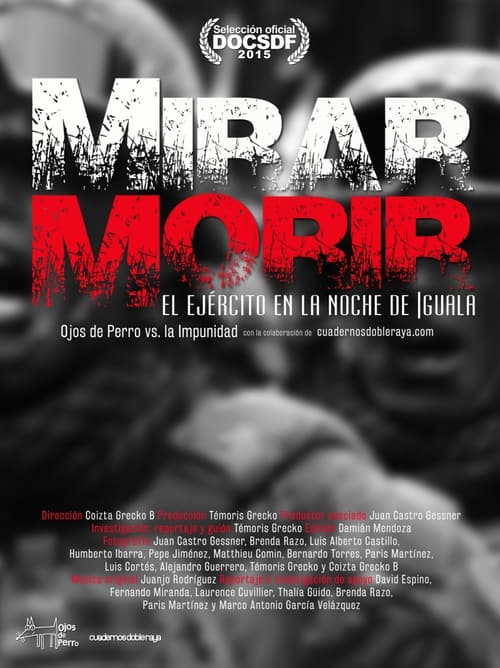 Selección oficial
DOCSDF
2015
MIRAR
MORIR
EL EJÉRCITO EN LA NOCHE DE IGUALA
Ojos de Perro vs. la Impunidad con la colaboración de cuadernosdobleraya.com
Dirección Coizta Grecko B Producción Témoris Grecko Productor asociado Juan Castro Gessner
Investigación, reportaje y guión Témoris Grecko Edición Damián Mendoza
Fotografía Juan Castro Gessner, Brenda Razo, Luis Alberto Castillo,
Humberto Ibarra, Pepe Jiménez, Matthieu Comin, Bernardo Torres, Paris Martínez,
Luis Cortés, Alejandro Guerrero, Témoris Grecko y Coizta Grecko B
Música original Juanjo Rodríguez Reportaje e investigación de apoyo David Espino,
Fernando Miranda, Laurence Cuvillier, Thalía Güido, Brenda Razo,
Paris Martínez y Marco Antonio García Velázquez
Ojos
de
Perro
cuadernosdobleraya